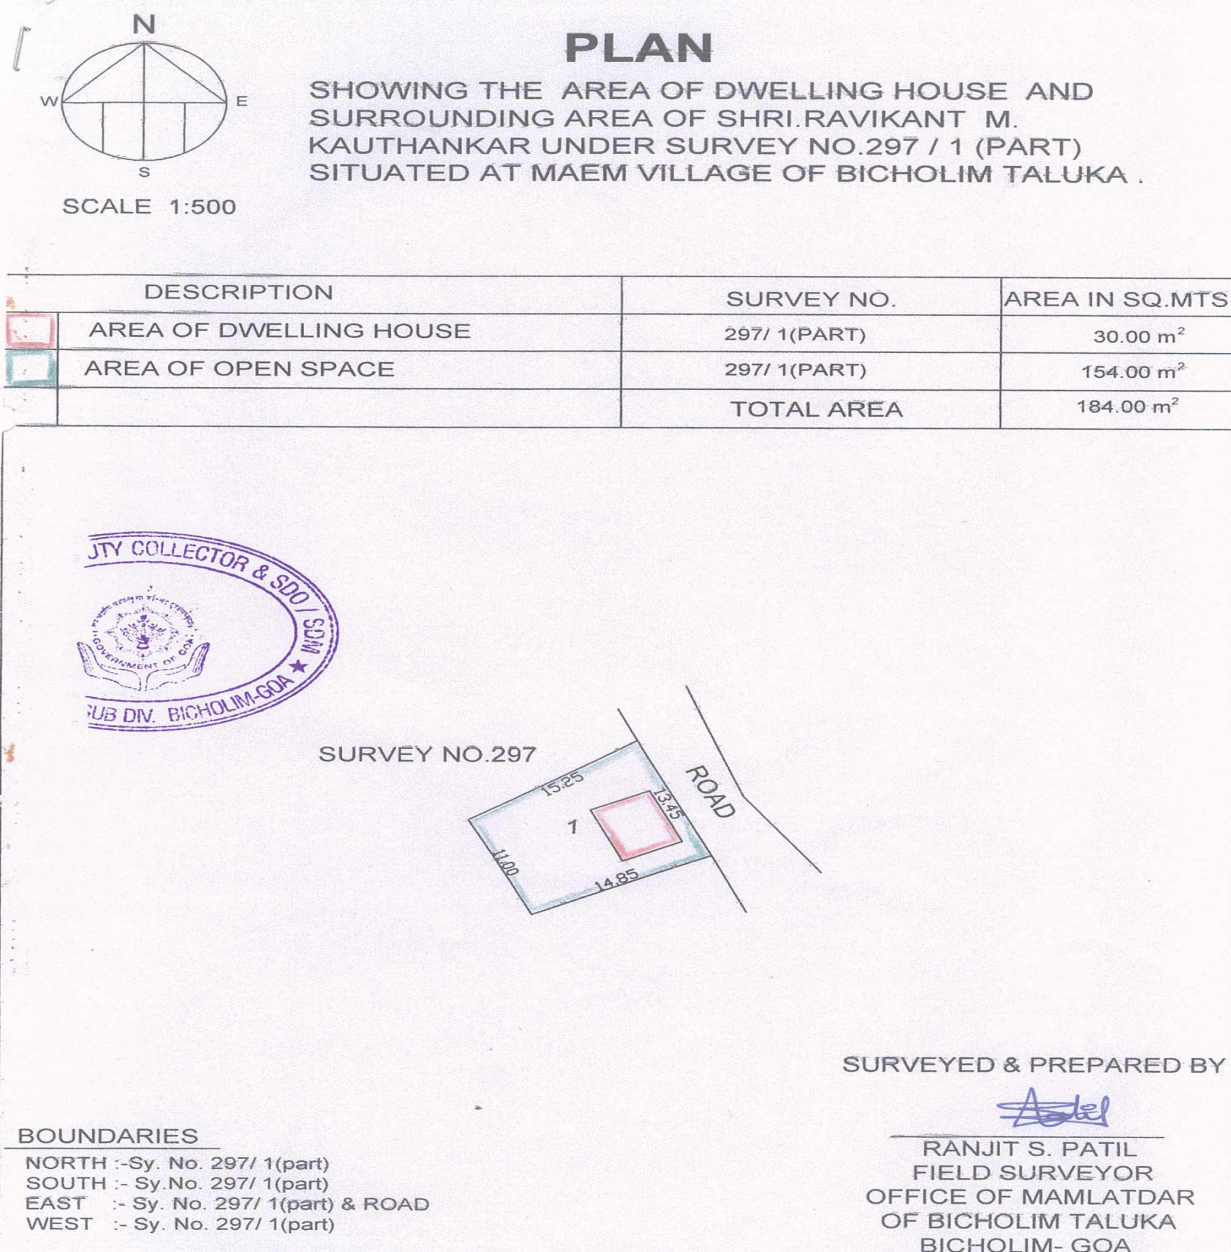 N
W
E
S
SCALE 1:500
PLAN
SHOWING THE AREA OF DWELLING HOUSE AND
SURROUNDING AREA OF SHRI.RAVIKANT M.
KAUTHANKAR UNDER SURVEY NO.297 / 1 (PART)
SITUATED AT MAEM VILLAGE OF BICHOLIM TALUKA .
DESCRIPTION SURVEY NO. AREA IN SQ.MTS
AREA OF DWELLING HOUSE 297/ 1(PART) 30.00 m²
AREA OF OPEN SPACE 297/ 1(PART) 154.00 m²
TOTAL AREA 184.00 m²
UTY COLLECTOR & SDO / SDM ★
GOVERNMENT OF GOA
SUB DIV. BICHOLIM-GOA
SURVEY NO.297
15.25
13.45
ROAD
1
11.00
14.85
SURVEYED & PREPARED BY
RANJIT S. PATIL
FIELD SURVEYOR
OFFICE OF MAMLATDAR
OF BICHOLIM TALUKA
BICHOLIM- GOA
BOUNDARIES
NORTH :-Sy. No. 297/ 1(part)
SOUTH :- Sy.No. 297/ 1(part)
EAST :- Sy. No. 297/ 1(part) & ROAD
WEST :- Sy. No. 297/ 1(part)